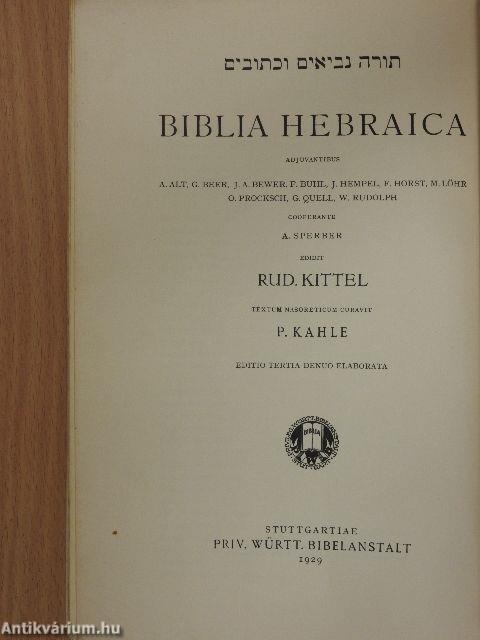 תורה נביאים וכתובים
BIBLIA HEBRAICA
ADJUVANTIBUS
A. ALT, G. BEER, J. A. BEWER, F. BUHL, J. HEMPEL, F. HORST, M. LÖHR
O. PROCKSCH, G. QUELL, W. RUDOLPH
COOPERANTE
A. SPERBER
EDIDIT
RUD. KITTEL
TEXTUM MASORETICUM CURAVIT
P. KAHLE
EDITIO TERTIA DENUO ELABORATA
BIBLIA
STUTTGARTIAE
PRIV. WÜRTT. BIBELANSTALT
1929
Antikvárium.hu